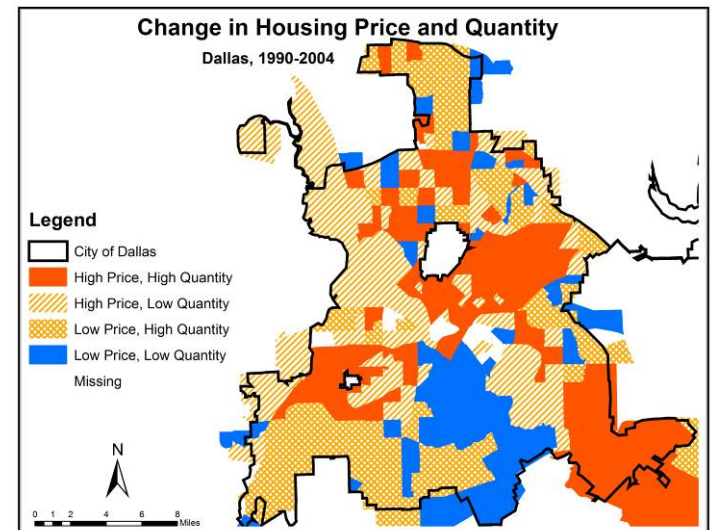 Change in Housing Price and Quantity
Dallas, 1990-2004
Legend
City of Dallas
High Price, High Quantity
High Price, Low Quantity
Low Price, High Quantity
Low Price, Low Quantity
Missing
N
0 1 2 4 6 8
Miles